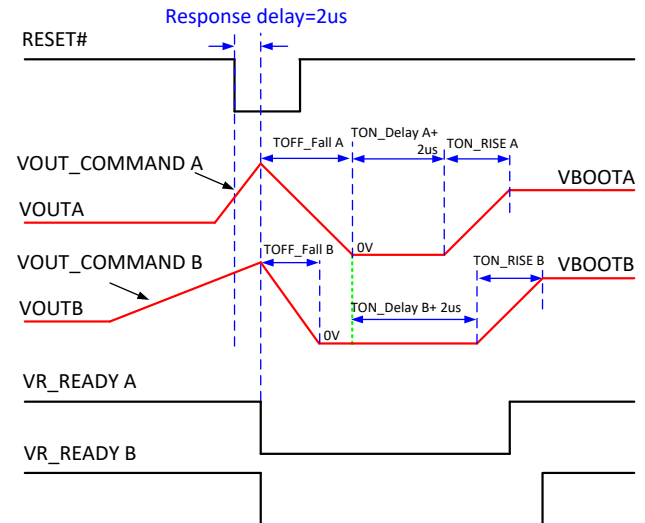 Response delay=2us
RESET#
TOFF_Fall A
TON_Delay A+
2us
TON_RISE A
VOUT_COMMAND A
VBOOTA
VOUTA
0V
TOFF_Fall B
TON_RISE B
VOUT_COMMAND B
VBOOTB
VOUTB
TON_Delay B+ 2us
0V
VR_READY A
VR_READY B